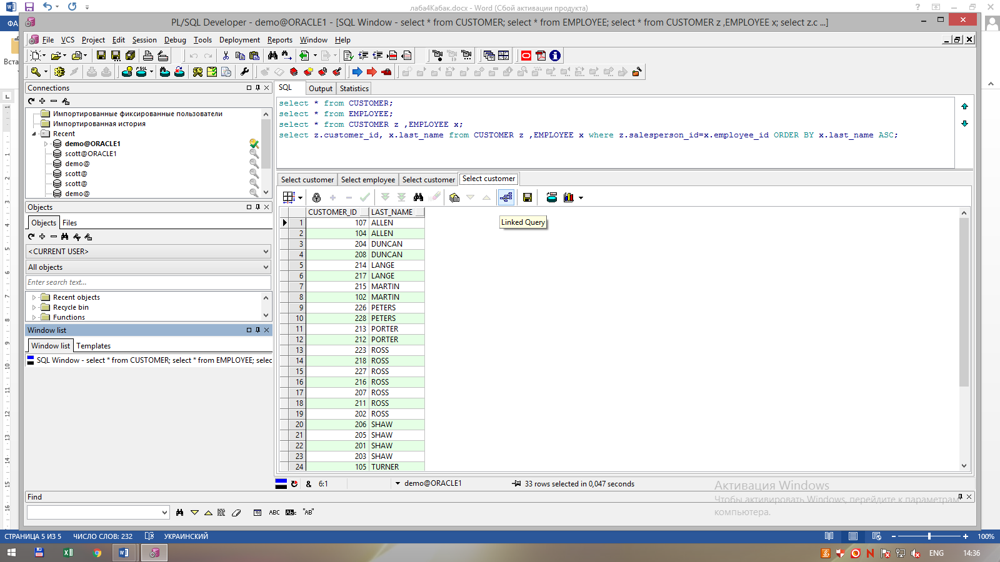 лаба4Кабак.docx - Word (Сбой активации продукта)
ФА
PL/SQL Developer - demo@ORACLE1 - [SQL Window - select * from CUSTOMER; select * from EMPLOYEE; select * from CUSTOMER z ,EMPLOYEE x; select z.c ...]
File VCS Project Edit Session Debug Tools Deployment Reports Window Help
Вста
Connections
Импортированные фиксированные пользователи
Импортированная история
Recent
demo@ORACLE1
scott@ORACLE1
demo@
scott@
scott@
demo@
Objects
Objects Files
<CURRENT USER>
All objects
Enter search text...
Recent objects
Recycle bin
Functions
Window list
Window list Templates
SQL Window - select * from CUSTOMER; select * from EMPLOYEE; selec
SQL Output Statistics
select * from CUSTOMER;
select * from EMPLOYEE;
select * from CUSTOMER z ,EMPLOYEE x;
select z.customer_id, x.last_name from CUSTOMER z ,EMPLOYEE x where z.salesperson_id=x.employee_id ORDER BY x.last_name ASC;
Select customer Select employee Select customer Select customer
Linked Query
CUSTOMER_ID LAST_NAME
1 107 ALLEN
2 104 ALLEN
3 204 DUNCAN
4 208 DUNCAN
5 214 LANGE
6 217 LANGE
7 215 MARTIN
8 102 MARTIN
9 226 PETERS
10 228 PETERS
11 213 PORTER
12 212 PORTER
13 223 ROSS
14 218 ROSS
15 227 ROSS
16 216 ROSS
17 207 ROSS
18 211 ROSS
19 202 ROSS
20 206 SHAW
21 205 SHAW
22 201 SHAW
23 203 SHAW
24 105 TURNER
& 6:1 demo@ORACLE1 33 rows selected in 0,047 seconds
Активация Windows
Чтобы активировать Windows, перейдите к параметрам
компьютера.
Find
ABC "AB"
СТРАНИЦА 5 ИЗ 5 ЧИСЛО СЛОВ: 232 УКРАИНСКИЙ 100%
ENG 14:36